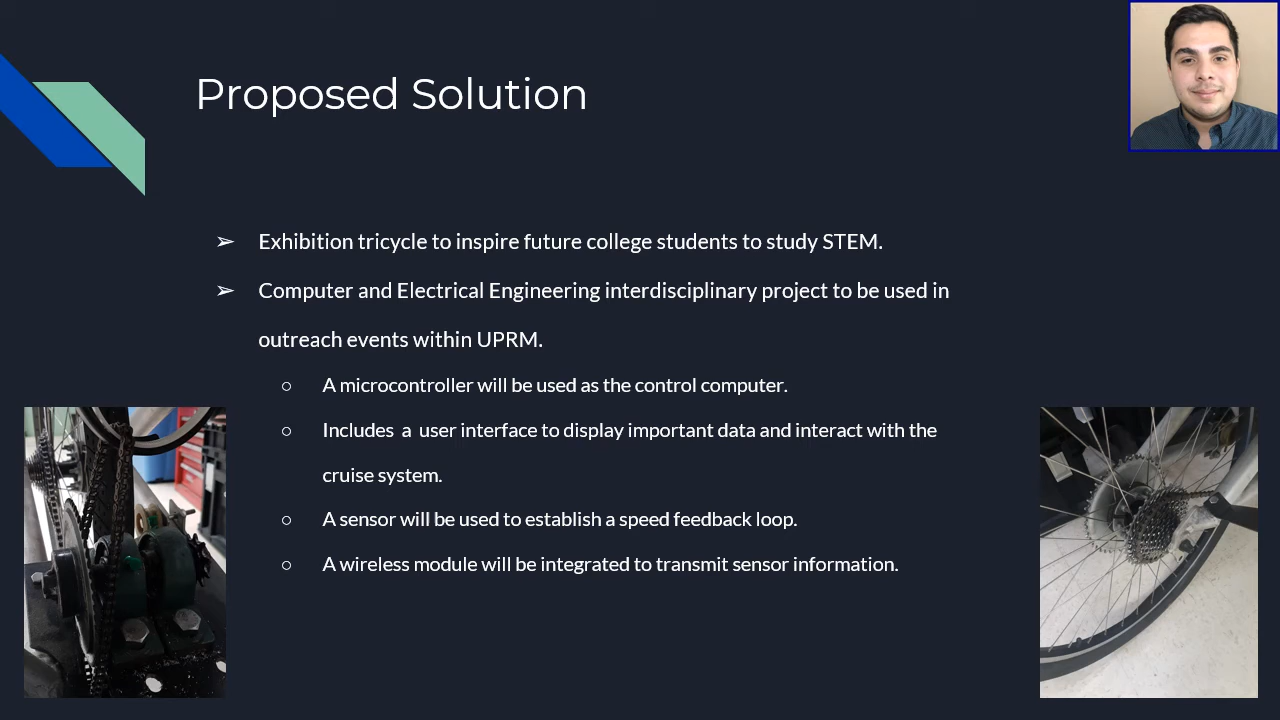 Proposed Solution
➢ Exhibition tricycle to inspire future college students to study STEM.
➢ Computer and Electrical Engineering interdisciplinary project to be used in
outreach events within UPRM.
○ A microcontroller will be used as the control computer.
○ Includes a user interface to display important data and interact with the
cruise system.
○ A sensor will be used to establish a speed feedback loop.
○ A wireless module will be integrated to transmit sensor information.